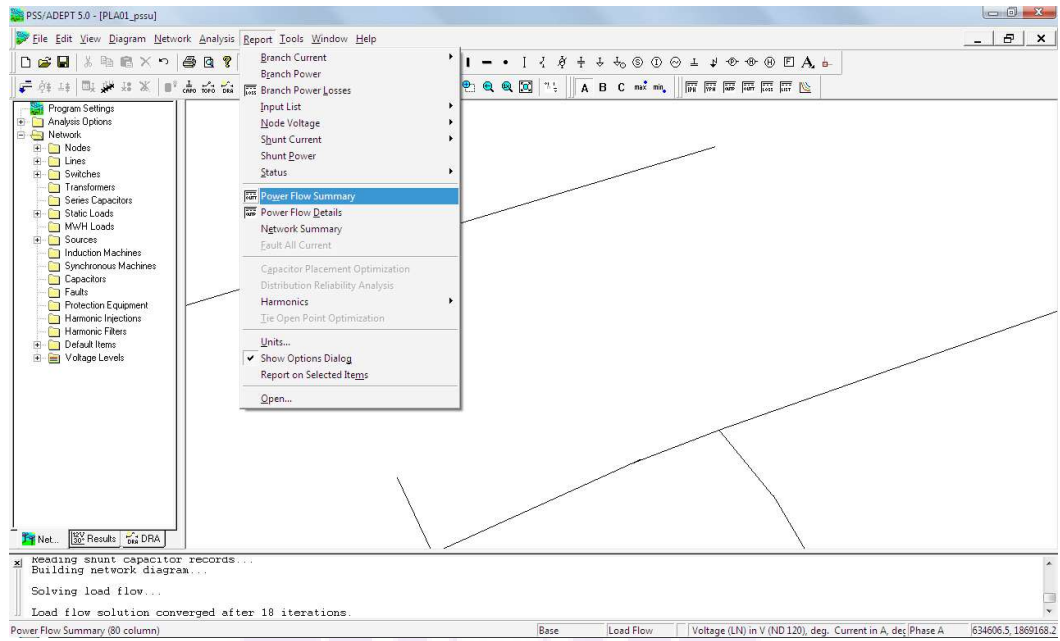 PSS/ADEPT 5.0 - [PLA01_pssu]
File Edit View Diagram Network Analysis Report Tools Window Help
CAPO TOPO DRA
A B C max min
Program Settings
Analysis Options
Network
Nodes
Lines
Switches
Transformers
Series Capacitors
Static Loads
MWH Loads
Sources
Induction Machines
Synchronous Machines
Capacitors
Faults
Protection Equipment
Harmonic Injections
Harmonic Filters
Default Items
Voltage Levels
Net... Results DRA
Branch Current
Branch Power
Branch Power Losses
Input List
Node Voltage
Shunt Current
Shunt Power
Status
Power Flow Summary
Power Flow Details
Network Summary
Fault All Current
Capacitor Placement Optimization
Distribution Reliability Analysis
Harmonics
Tie Open Point Optimization
Units...
Show Options Dialog
Report on Selected Items
Open...
Reading shunt capacitor records...
Building network diagram...
Solving load flow...
Load flow solution converged after 18 iterations.
Power Flow Summary (80 column) Base Load Flow Voltage (LN) in V (ND 120), deg. Current in A, deg Phase A 634606.5, 1869168.2